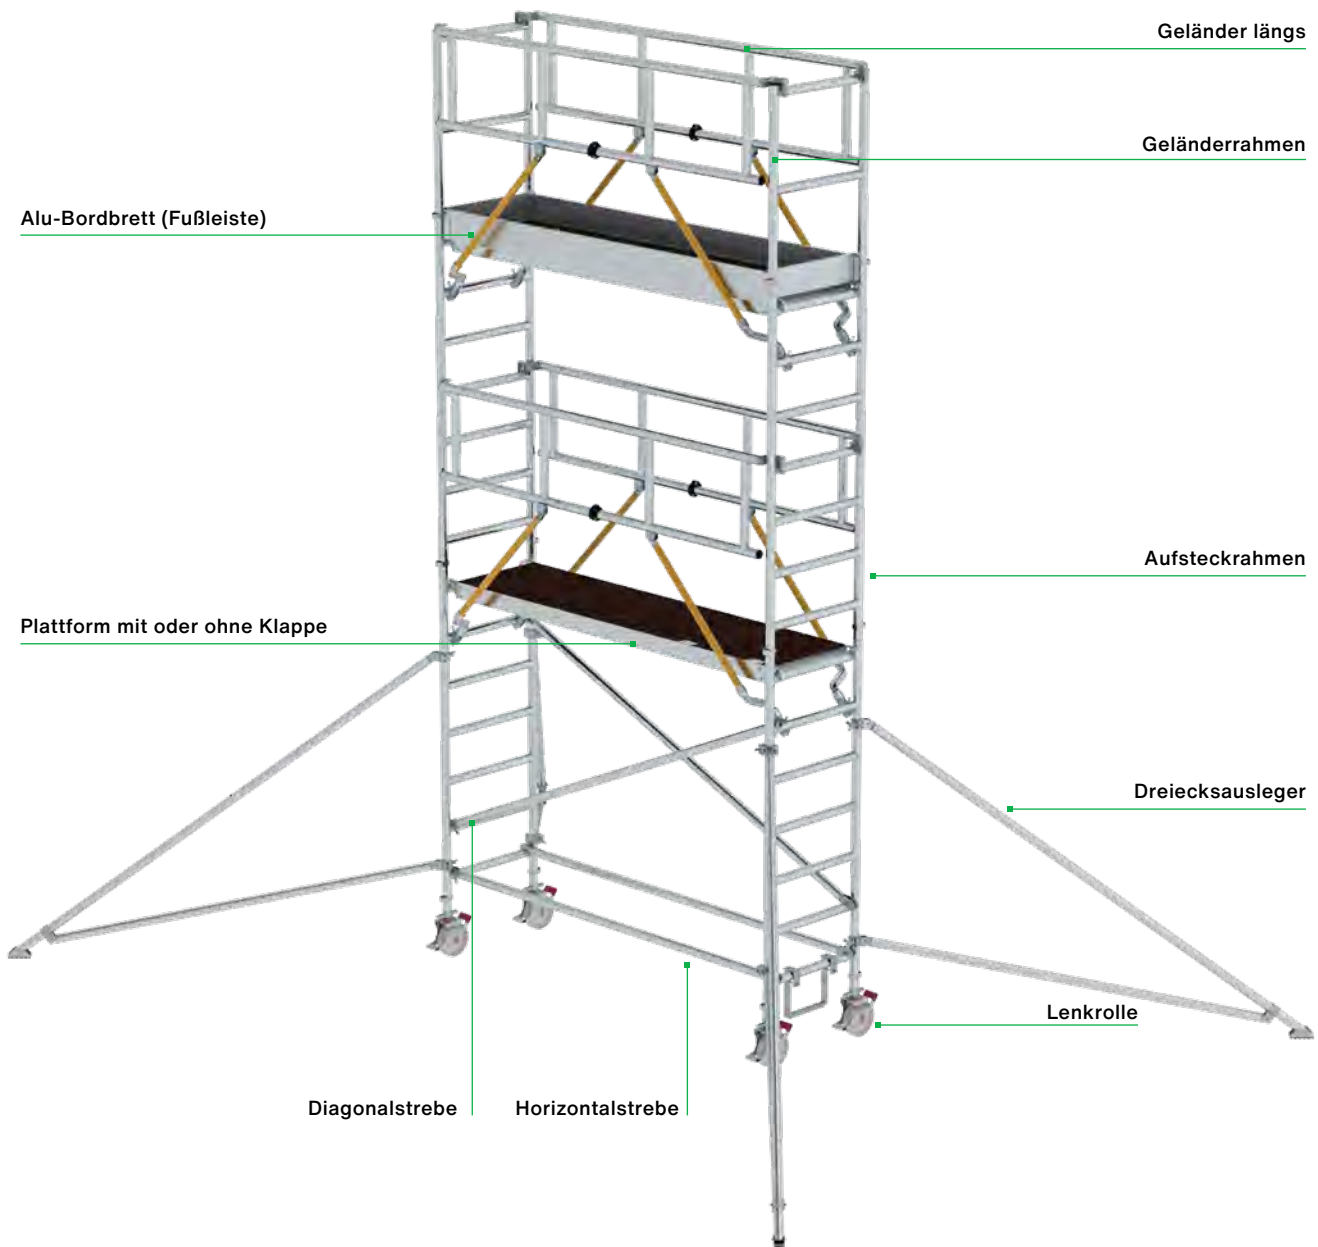 Geländer längs
Geländerrahmen
Alu-Bordbrett (Fußleiste)
Aufsteckrahmen
Plattform mit oder ohne Klappe
Dreiecksausleger
Lenkrolle
Diagonalstrebe
Horizontalstrebe